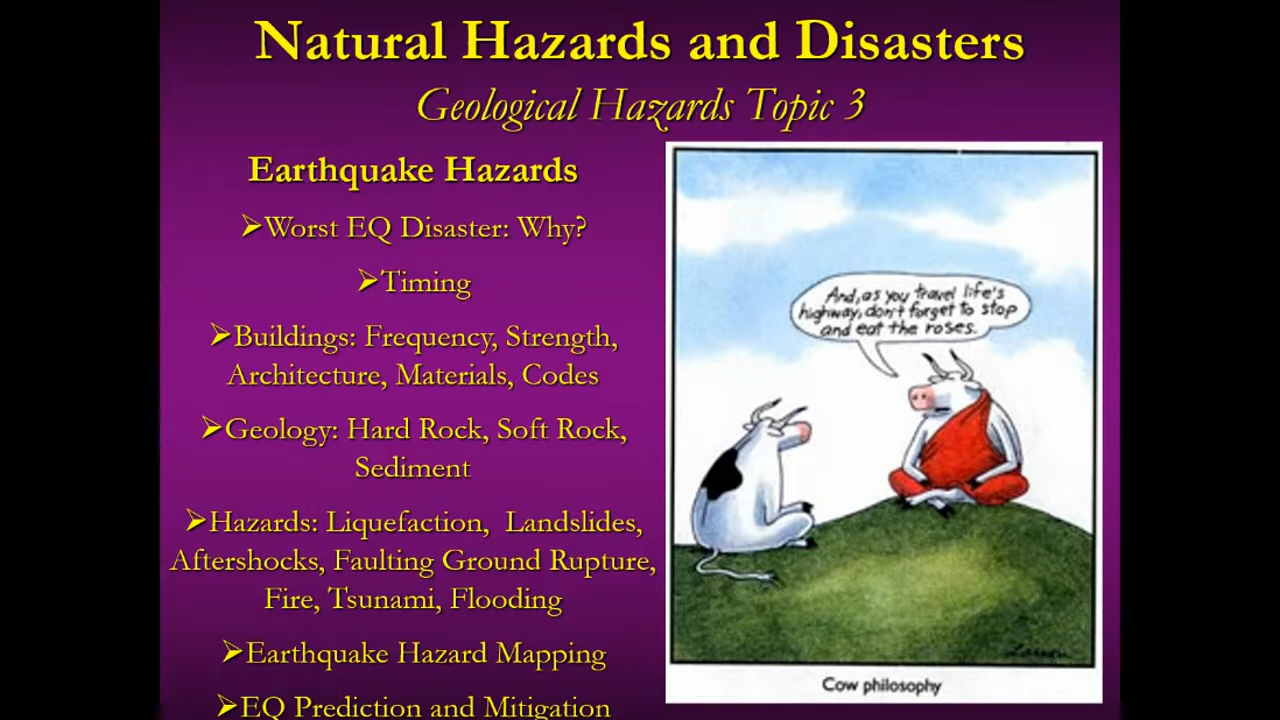 Natural Hazards and Disasters
Geological Hazards Topic 3
Earthquake Hazards
➢Worst EQ Disaster: Why?
➢Timing
➢Buildings: Frequency, Strength,
Architecture, Materials, Codes
➢Geology: Hard Rock, Soft Rock,
Sediment
➢Hazards: Liquefaction, Landslides,
Aftershocks, Faulting Ground Rupture,
Fire, Tsunami, Flooding
➢Earthquake Hazard Mapping
➢EQ Prediction and Mitigation
And, as you travel life's
highway, don't forget to stop
and eat the roses.
Larson
Cow philosophy